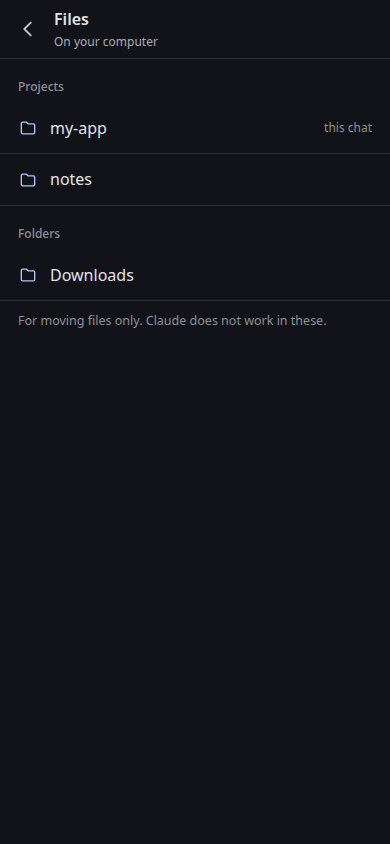 Files
On your computer
Projects
my-app this chat
notes
Folders
Downloads
For moving files only. Claude does not work in these.